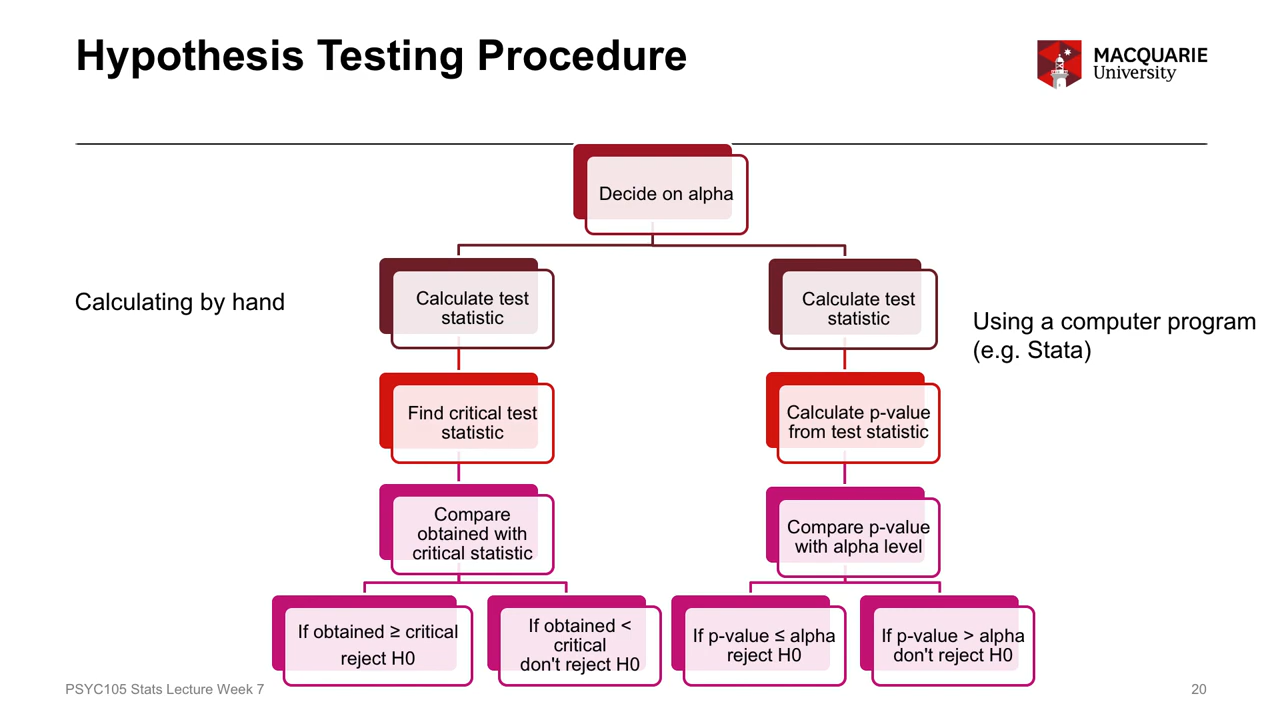 Hypothesis Testing Procedure
MACQUARIE
University
Decide on alpha
Calculating by hand
Calculate test
statistic
Calculate test
statistic
Using a computer program
(e.g. Stata)
Find critical test
statistic
Calculate p-value
from test statistic
Compare
obtained with
critical statistic
Compare p-value
with alpha level
If obtained ≥ critical
reject H0
If obtained <
critical
don't reject H0
If p-value ≤ alpha
reject H0
If p-value > alpha
don't reject H0
PSYC105 Stats Lecture Week 7
20